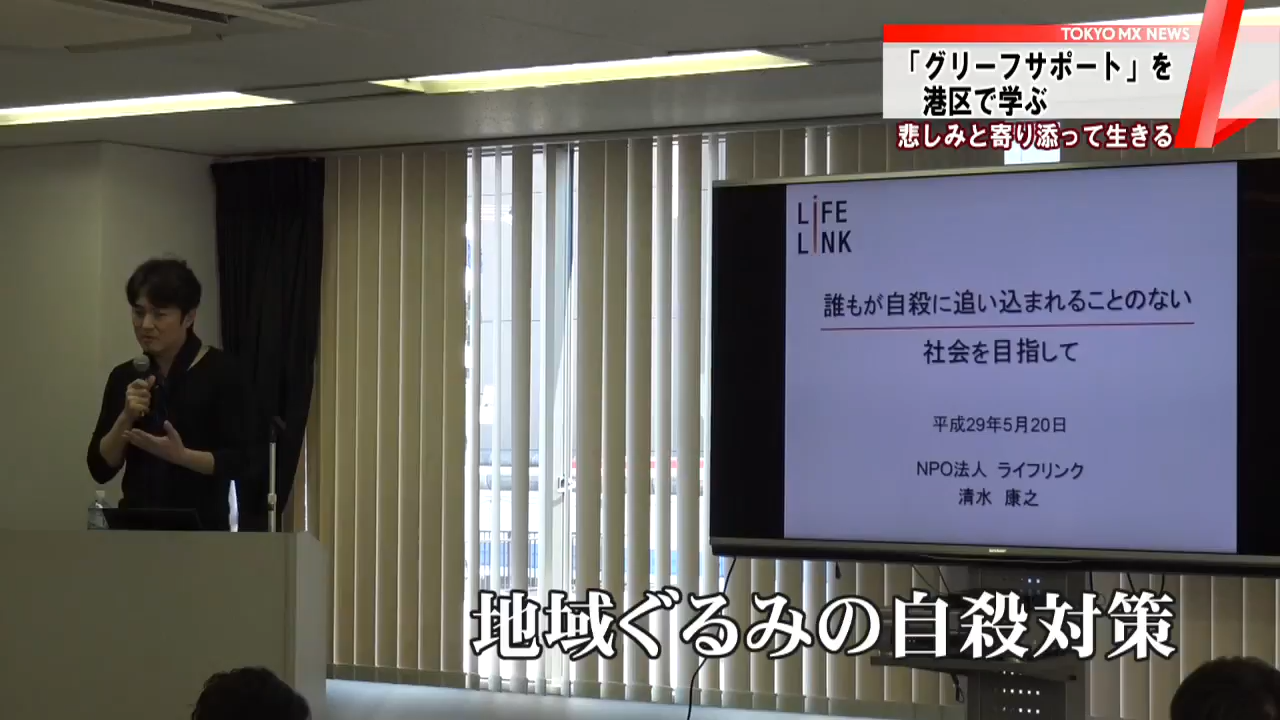 TOKYO MX NEWS
「グリーフサポート」を
港区で学ぶ
悲しみと寄り添って生きる
LiFE
LiNK
誰もが自殺に追い込まれることのない
社会を目指して
平成29年5月20日
NPO法人 ライフリンク
清水 康之
地域ぐるみの自殺対策